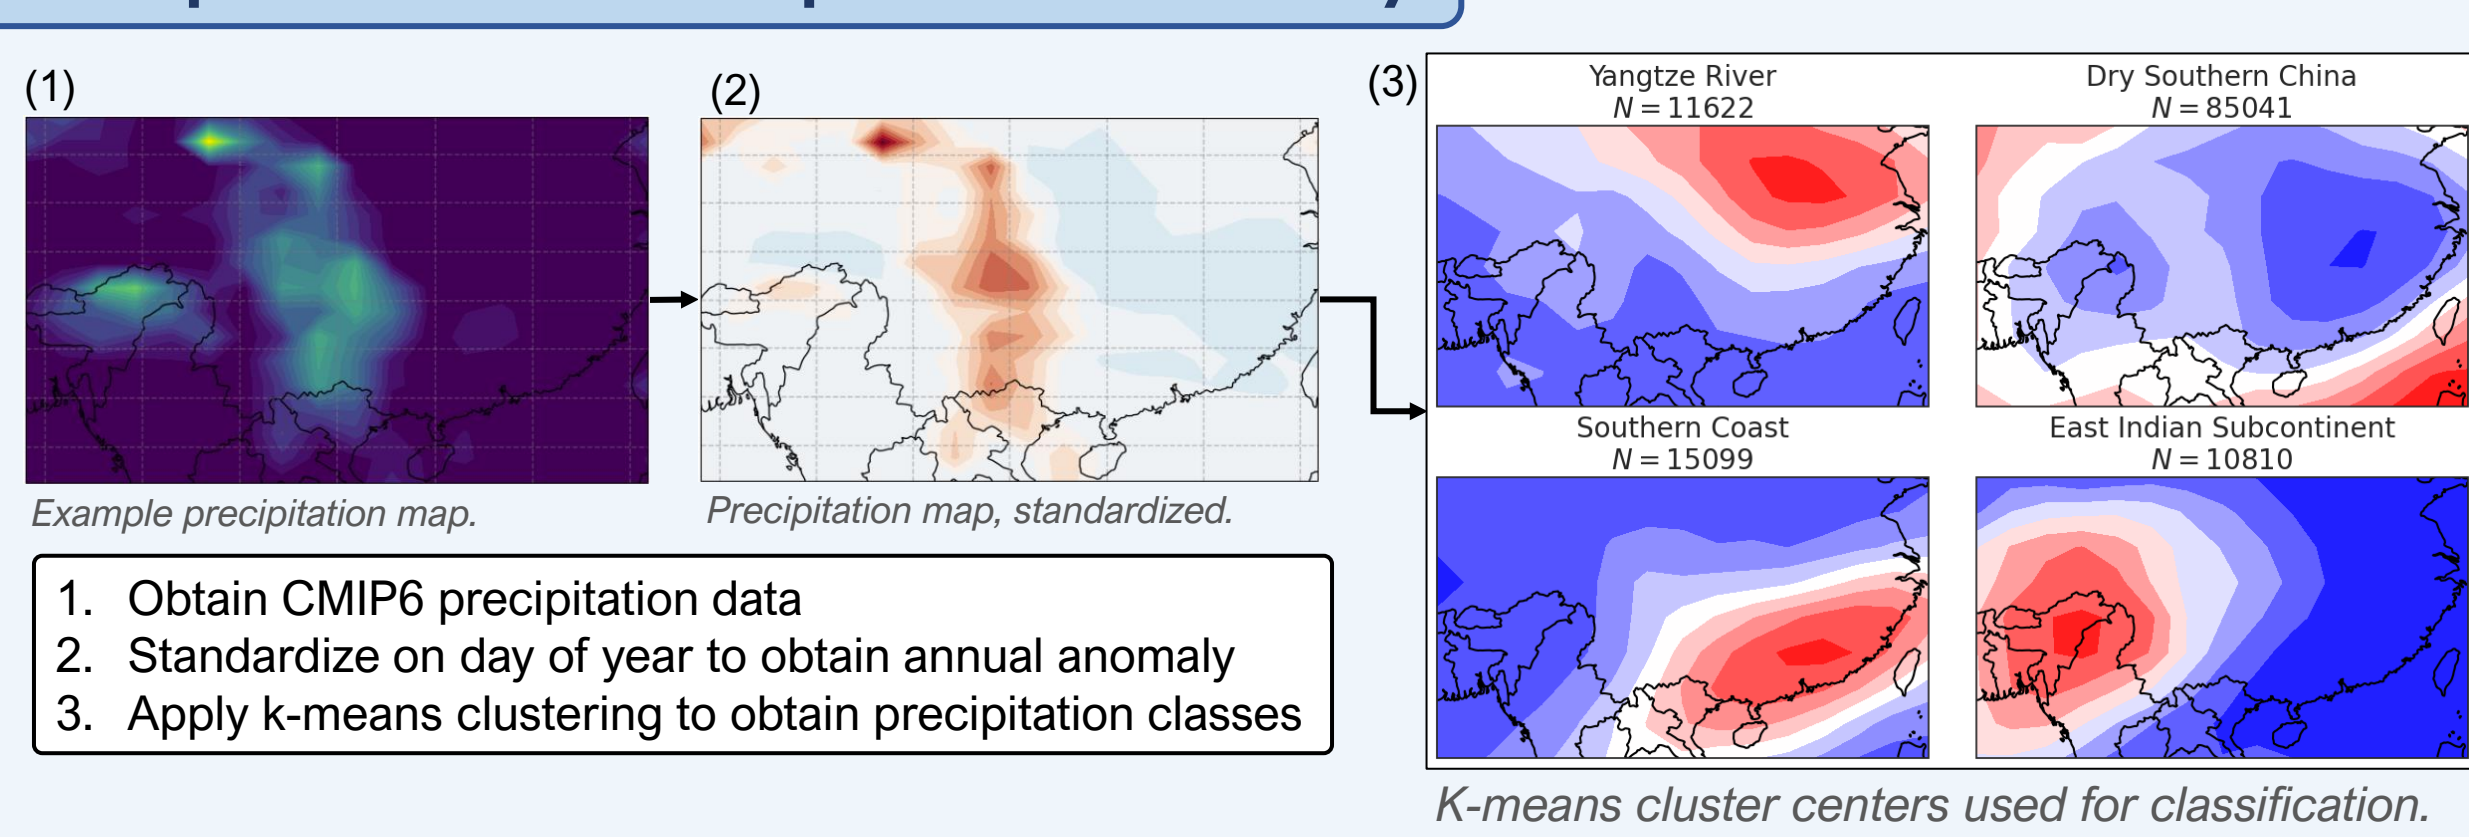 (1)
(2)
(3)
Yangtze River
N = 11622
Dry Southern China
N = 85041
Southern Coast
N = 15099
East Indian Subcontinent
N = 10810
Example precipitation map.
Precipitation map, standardized.
1. Obtain CMIP6 precipitation data
2. Standardize on day of year to obtain annual anomaly
3. Apply k-means clustering to obtain precipitation classes
K-means cluster centers used for classification.